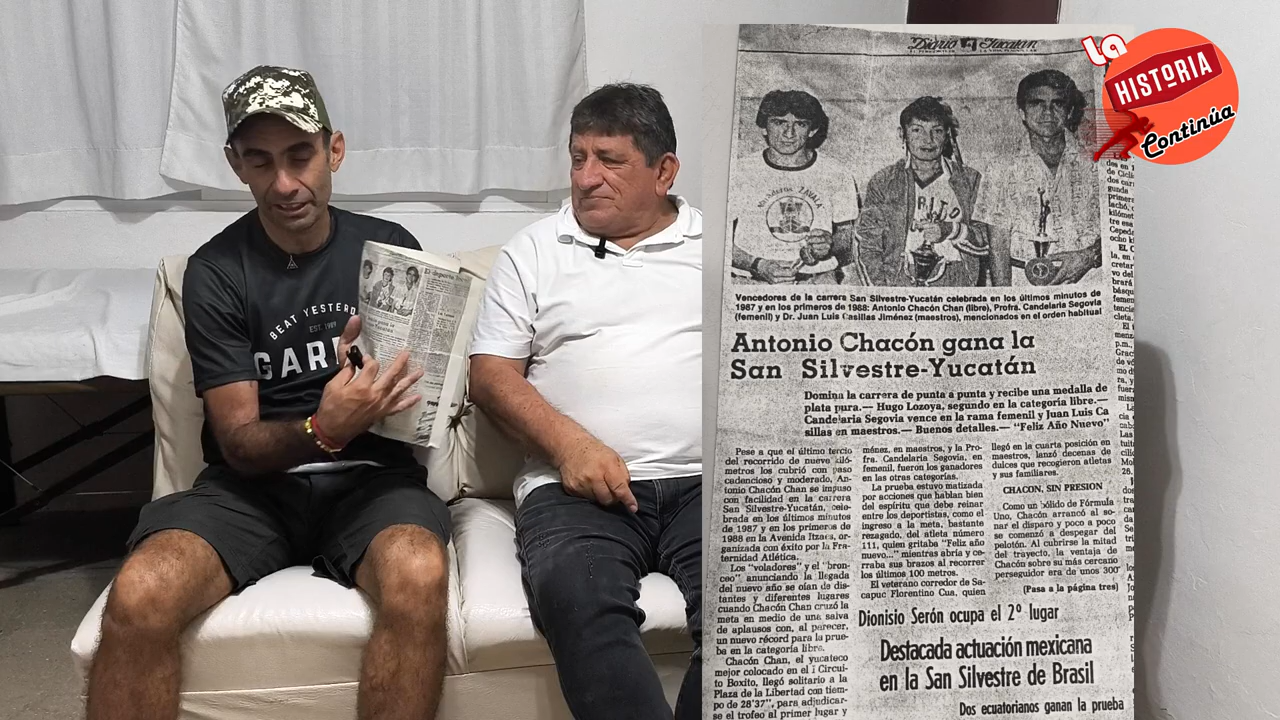 La
HISTORIA
Continúa
BEAT YESTERD
EST. 1989
GARM
Diario de Yucatán
ZAVALA
RITO
Vencedores de la carrera San Silvestre-Yucatán celebrada en los últimos minutos de
1987 y en los primeros de 1988: Antonio Chacón Chan (libre), Profra. Candelaria Segovia
(femenil) y Dr. Juan Luis Casillas Jiménez (maestros), mencionados en el orden habitual
Antonio Chacón gana la
San Silvestre-Yucatán
Domina la carrera de punta a punta y recibe una medalla de
plata pura.— Hugo Lozoya, segundo en la categoría libre.—
Candelaria Segovia vence en la rama femenil y Juan Luis Ca
sillas en maestros.— Buenos detalles.— "Feliz Año Nuevo"
Pese a que el último tercio
del recorrido de nueve kiló-
metros los cubrió con paso
cadencioso y moderado, An-
tonio Chacón Chan se impuso
con facilidad en la carrera
San Silvestre-Yucatán, cele-
brada en los últimos minutos
de 1987 y en los primeros de
1988 en la Avenida Itzaes, or-
ganizada con éxito por la Fra-
ternidad Atlética.
Los "voladores" y el "bron-
ceo" anunciando la llegada
del nuevo año se oían de dis-
tantes y diferentes lugares
cuando Chacón Chan cruzó la
meta en medio de una salva
de aplausos con, al parecer,
un nuevo récord para la prue-
ba en la categoría libre.
Chacón Chan, el yucateco
mejor colocado en el I Circui-
to Boxito, llegó solitario a la
Plaza de la Libertad con tiem-
po de 28'37", para adjudicar-
se el trofeo al primer lugar y
ménez, en maestros, y la Pro-
fra. Candelaria Segovia, en
femenil, fueron los ganadores
en las otras categorías.
La prueba estuvo matizada
por acciones que hablan bien
del espíritu que debe reinar
entre los deportistas, como el
ingreso a la meta, bastante
rezagado, del atleta número
111, quien gritaba "Feliz año
nuevo..." mientras abría y ce-
rraba sus brazos al recorrer
los últimos 100 metros.
El veterano corredor de Sa-
capuc Florentino Cua, quien
llegó en la cuarta posición en
maestros, lanzó decenas de
dulces que recogieron atletas
y sus familiares.
CHACON, SIN PRESION
Como un bólido de Fórmula
Uno, Chacón arrancó al so-
nar el disparo y poco a poco
se comenzó a despegar del
pelotón. Al cubrirse la mitad
del trayecto, la ventaja de
Chacón sobre su más cercano
perseguidor era de unos 300
(Pasa a la página tres)
Dionisio Serón ocupa el 2º lugar
Destacada actuación mexicana
en la San Silvestre de Brasil
Dos ecuatorianos ganan la prueba